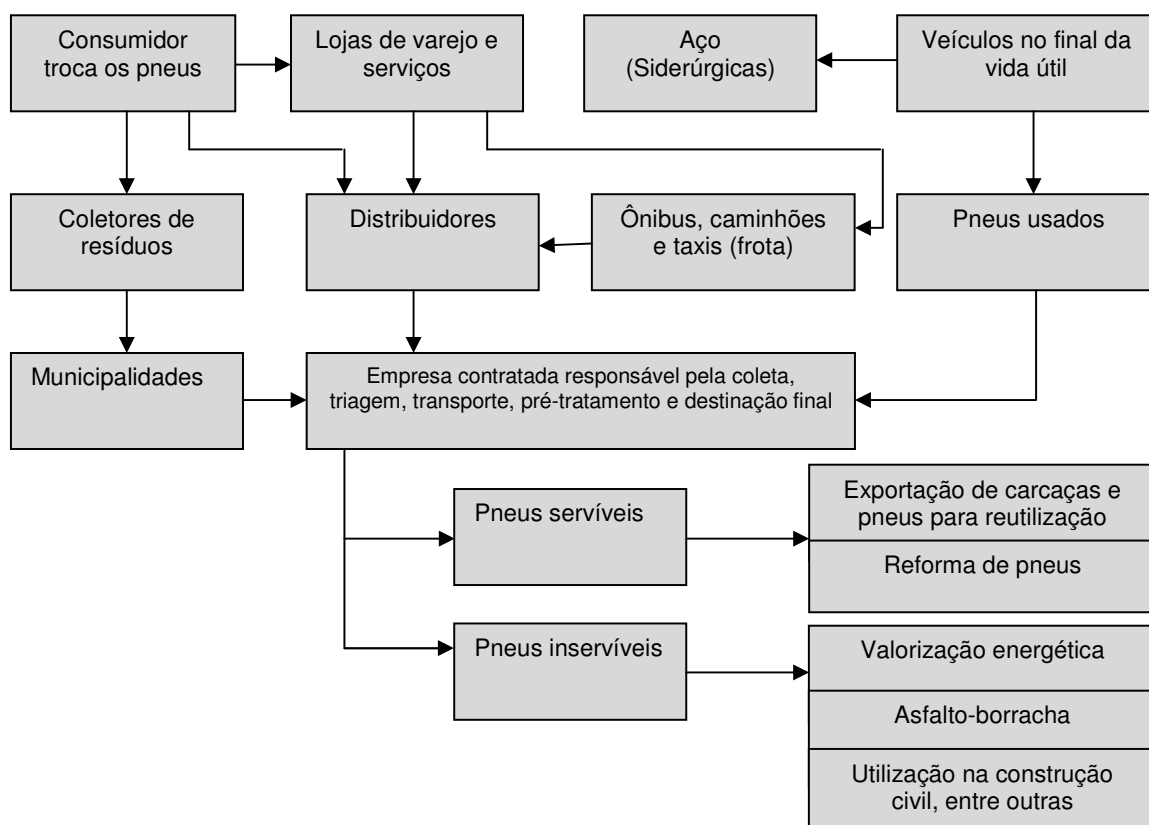 Consumidor
troca os pneus
Lojas de varejo e
serviços
Aço
(Siderúrgicas)
Veículos no final da
vida útil
Coletores de
resíduos
Distribuidores
Ônibus, caminhões
e taxis (frota)
Pneus usados
Municipalidades
Empresa contratada responsável pela coleta,
triagem, transporte, pré-tratamento e destinação final
Pneus servíveis
Exportação de carcaças e
pneus para reutilização
Reforma de pneus
Pneus inservíveis
Valorização energética
Asfalto-borracha
Utilização na construção
civil, entre outras